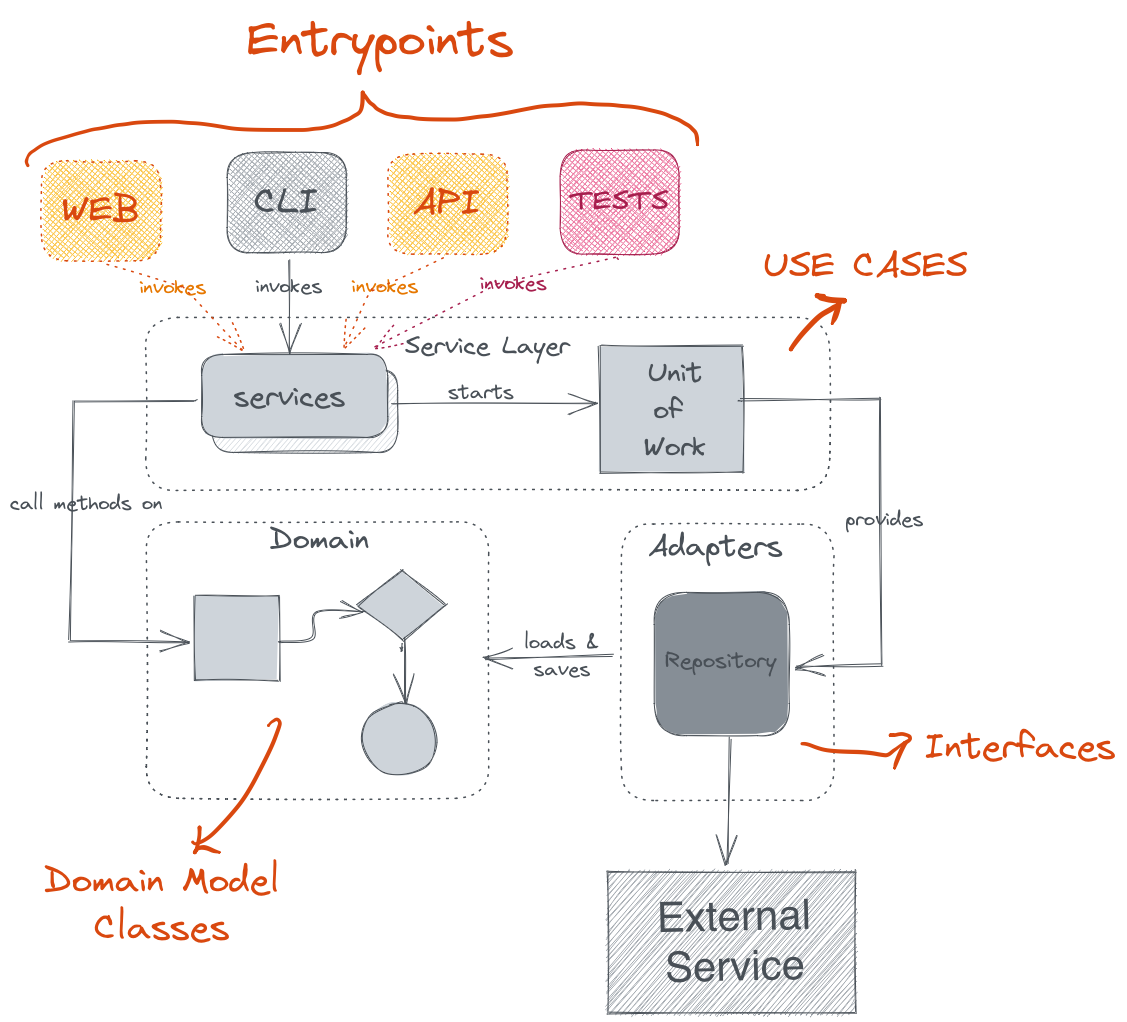 Entrypoints
WEB
CLI
API
TESTS
invokes
invokes
invokes
invokes
USE CASES
Service Layer
services
starts
Unit
of
Work
call methods on
provides
Domain
Adapters
loads &
saves
Repository
Interfaces
Domain Model
Classes
External
Service